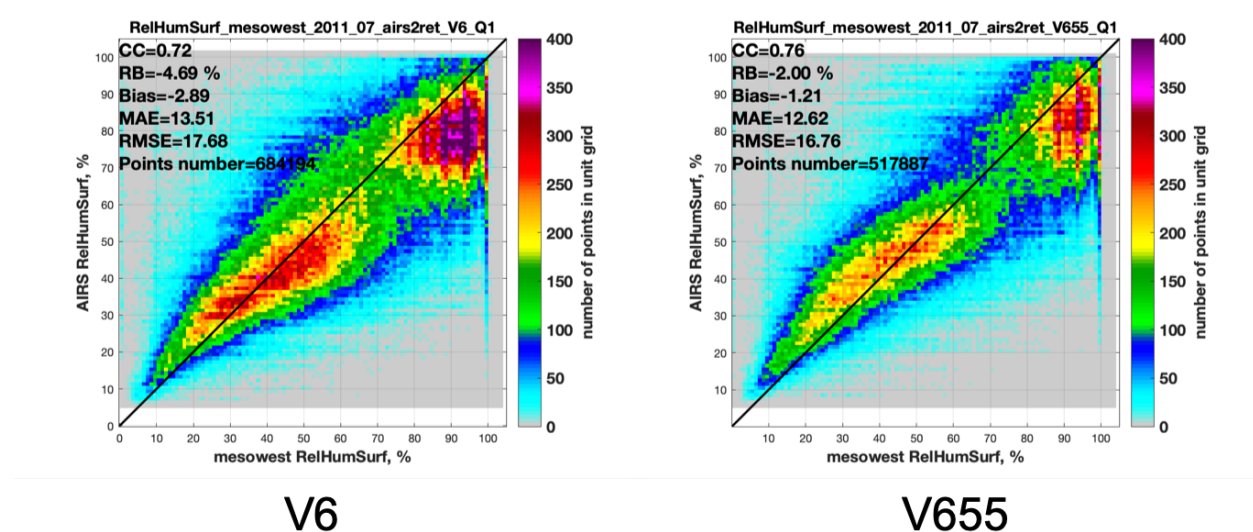 RelHumSurf_mesowest_2011_07_airs2ret_V6_Q1
CC=0.72
RB=-4.69 %
Bias=-2.89
MAE=13.51
RMSE=17.68
Points number=684194
100
90
80
70
60
50
40
30
20
10
0
AIRS RelHumSurf, %
0 10 20 30 40 50 60 70 80 90 100
mesowest RelHumSurf, %
400
350
300
250
200
150
100
50
0
number of points in unit grid
V6
RelHumSurf_mesowest_2011_07_airs2ret_V655_Q1
CC=0.76
RB=-2.00 %
Bias=-1.21
MAE=12.62
RMSE=16.76
Points number=517887
100
90
80
70
60
50
40
30
20
10
AIRS RelHumSurf, %
10 20 30 40 50 60 70 80 90 100
mesowest RelHumSurf, %
400
350
300
250
200
150
100
50
0
number of points in unit grid
V655